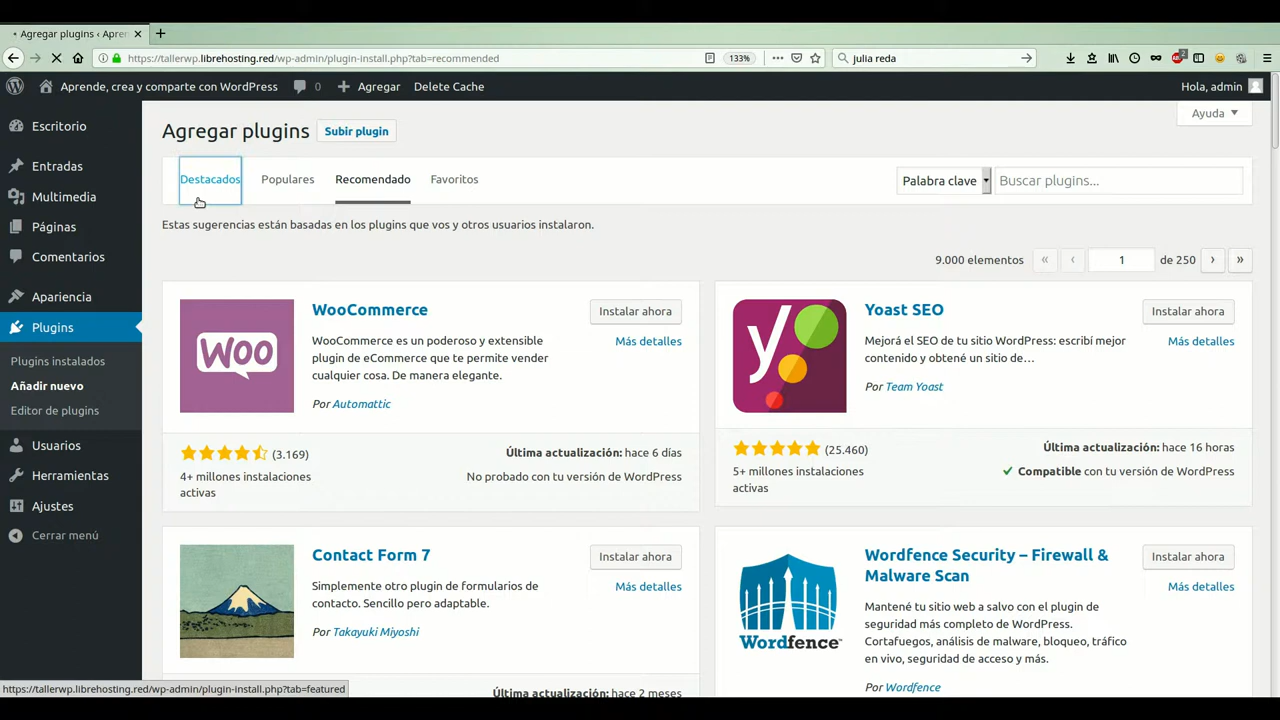 Agregar plugins ‹ Apren
https://tallerwp.librehosting.red/wp-admin/plugin-install.php?tab=recommended
133%
julia reda
2
Aprende, crea y comparte con WordPress
0
Agregar
Delete Cache
Hola, admin
Escritorio
Entradas
Multimedia
Páginas
Comentarios
Apariencia
Plugins
Plugins instalados
Añadir nuevo
Editor de plugins
Usuarios
Herramientas
Ajustes
Cerrar menú
Ayuda
Agregar plugins
Subir plugin
Destacados Populares Recomendado Favoritos
Palabra clave
Buscar plugins...
Estas sugerencias están basadas en los plugins que vos y otros usuarios instalaron.
9.000 elementos « ‹ 1 de 250 › »
WOO
WooCommerce
Instalar ahora
Más detalles
WooCommerce es un poderoso y extensible
plugin de eCommerce que te permite vender
cualquier cosa. De manera elegante.
Por Automattic
(3.169)
4+ millones instalaciones
activas
Última actualización: hace 6 días
No probado con tu versión de WordPress
y
Yoast SEO
Instalar ahora
Más detalles
Mejorá el SEO de tu sitio WordPress: escribí mejor
contenido y obtené un sitio de…
Por Team Yoast
(25.460)
5+ millones instalaciones
activas
Última actualización: hace 16 horas
✓ Compatible con tu versión de WordPress
Contact Form 7
Instalar ahora
Más detalles
Simplemente otro plugin de formularios de
contacto. Sencillo pero adaptable.
Por Takayuki Miyoshi
Última actualización: hace 2 meses
Wordfence
Wordfence Security – Firewall &
Malware Scan
Instalar ahora
Más detalles
Mantené tu sitio web a salvo con el plugin de
seguridad más completo de WordPress.
Cortafuegos, análisis de malware, bloqueo, tráfico
en vivo, seguridad de acceso y más.
Por Wordfence
https://tallerwp.librehosting.red/wp-admin/plugin-install.php?tab=featured